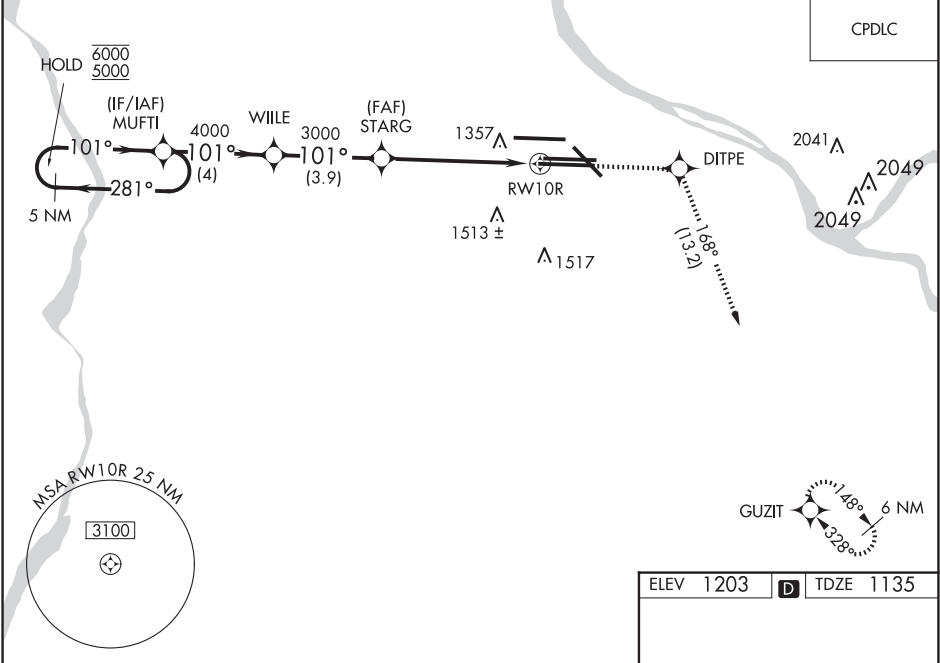 CPDLC
HOLD 6000
5000
(IF/IAF)
MUFTI
4000
WIILE
3000
(FAF)
STARG
1357
101°
101°
(4)
101°
(3.9)
281°
5 NM
RW10R
DITPE
2041
2049
2049
1513 ±
1517
168°
(13.2)
MSA RW10R 25 NM
3100
GUZIT
148°
6 NM
328°
ELEV 1203 D TDZE 1135